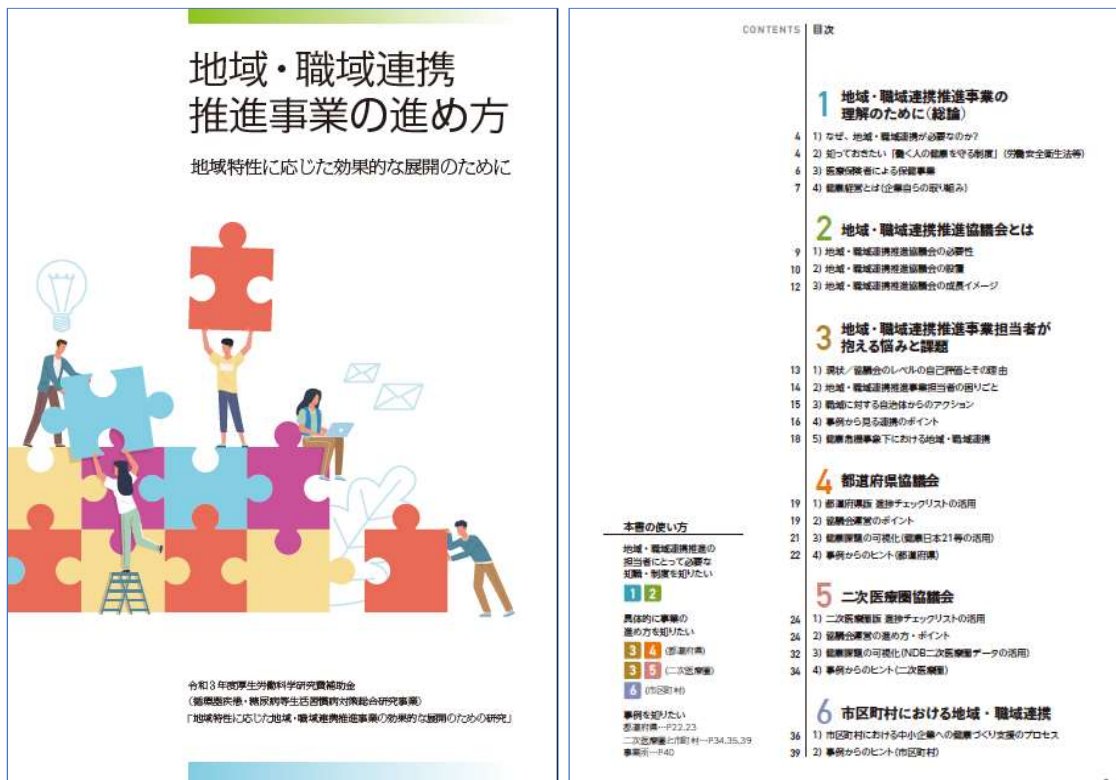 地域・職域連携
推進事業の進め方
地域特性に応じた効果的な展開のために
令和3年度厚生労働科学研究費補助金
(循環器疾患・糖尿病等生活習慣病対策総合研究事業)
「地域特性に応じた地域・職域連携推進事業の効果的な展開のための研究」
CONTENTS 目次
1 地域・職域連携推進事業の
理解のために(総論)
4 1) なぜ、地域・職域連携が必要なのか?
4 2) 知っておきたい「働く人の健康を守る制度」(労働安全衛生法等)
6 3) 医療保険者による保健事業
7 4) 健康経営とは(企業自らの取り組み)
2 地域・職域連携推進協議会とは
9 1) 地域・職域連携推進協議会の必要性
10 2) 地域・職域連携推進協議会の設置
12 3) 地域・職域連携推進協議会の成長イメージ
3 地域・職域連携推進事業担当者が
抱える悩みと課題
13 1) 現状/協議会のレベルの自己評価とその理由
14 2) 地域・職域連携推進事業担当者の困りごと
15 3) 職域に対する自治体からのアクション
16 4) 事例から見る連携のポイント
18 5) 健康危機事象下における地域・職域連携
4 都道府県協議会
19 1) 都道府県版 進捗チェックリストの活用
19 2) 協議会運営のポイント
21 3) 健康課題の可視化(健康日本21等の活用)
22 4) 事例からのヒント(都道府県)
5 二次医療圏協議会
24 1) 二次医療圏版 進捗チェックリストの活用
24 2) 協議会運営の進め方・ポイント
32 3) 健康課題の可視化(NDB二次医療圏データの活用)
34 4) 事例からのヒント(二次医療圏)
6 市区町村における地域・職域連携
36 1) 市区町村における中小企業への健康づくり支援のプロセス
39 2) 事例からのヒント(市区町村)
本書の使い方
地域・職域連携推進の
担当者にとって必要な
知識・制度を知りたい
1 2
具体的に事業の
進め方を知りたい
3 4 (都道府県)
3 5 (二次医療圏)
6 (市区町村)
事例を知りたい
都道府県…P22,23
二次医療圏と市町村…P34,35,39
事業所…P40